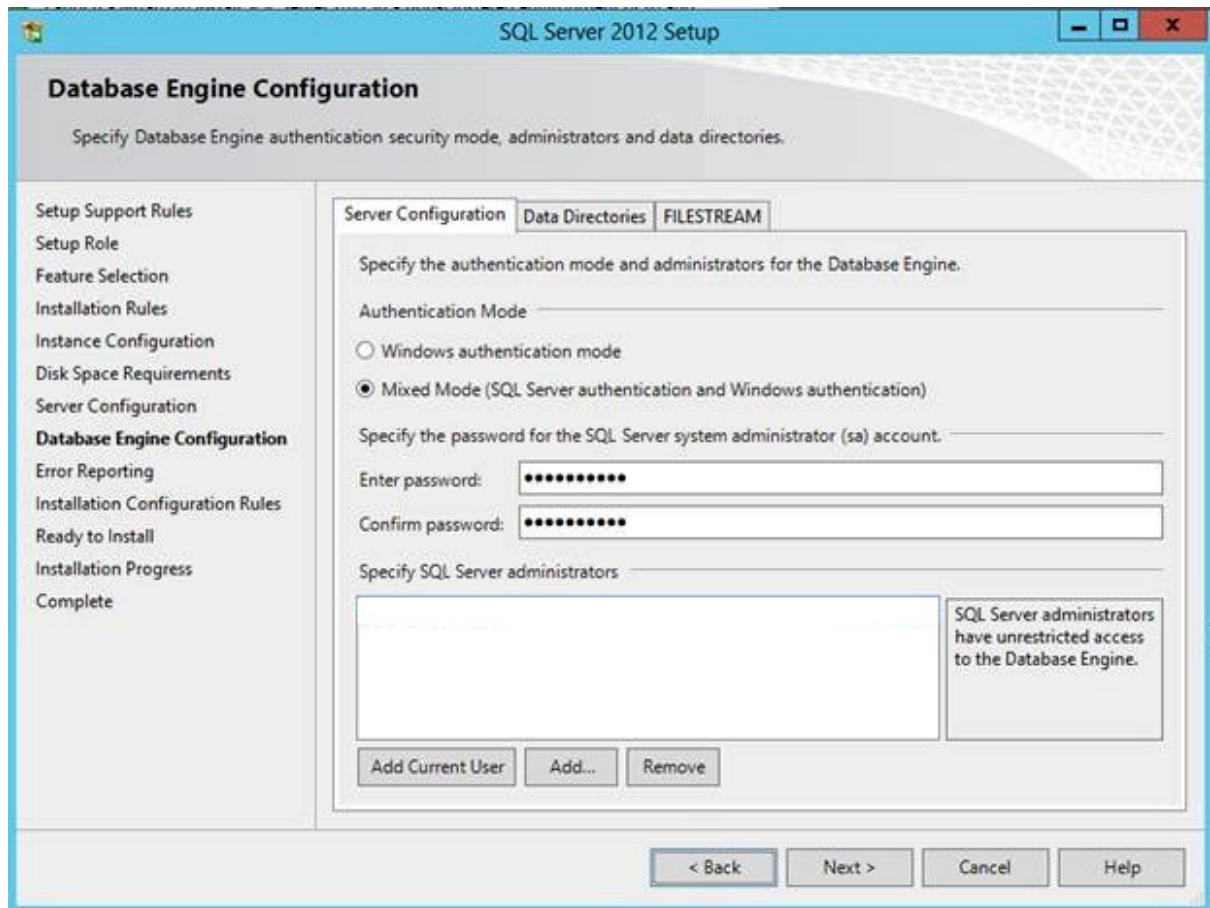 SQL Server 2012 Setup
Database Engine Configuration
Specify Database Engine authentication security mode, administrators and data directories.
Setup Support Rules
Setup Role
Feature Selection
Installation Rules
Instance Configuration
Disk Space Requirements
Server Configuration
Database Engine Configuration
Error Reporting
Installation Configuration Rules
Ready to Install
Installation Progress
Complete
Server Configuration Data Directories FILESTREAM
Specify the authentication mode and administrators for the Database Engine.
Authentication Mode
Windows authentication mode
Mixed Mode (SQL Server authentication and Windows authentication)
Specify the password for the SQL Server system administrator (sa) account.
Enter password: ●●●●●●●●●●
Confirm password: ●●●●●●●●●●
Specify SQL Server administrators
SQL Server administrators
have unrestricted access
to the Database Engine.
Add Current User Add... Remove
< Back Next > Cancel Help